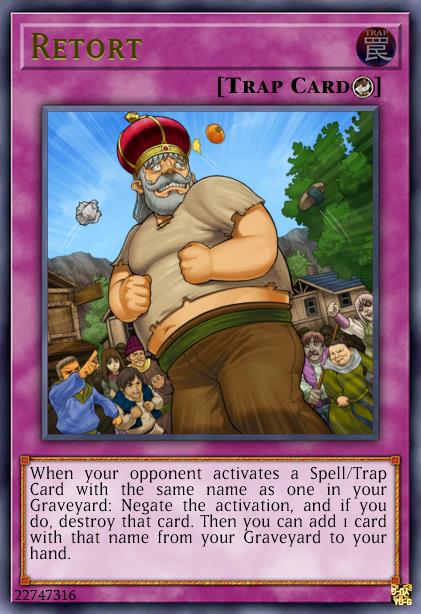 Retort
TRAP
罠
[Trap Card]
When your opponent activates a Spell/Trap
Card with the same name as one in your
Graveyard: Negate the activation, and if you
do, destroy that card. Then you can add 1 card
with that name from your Graveyard to your
hand.
22747316